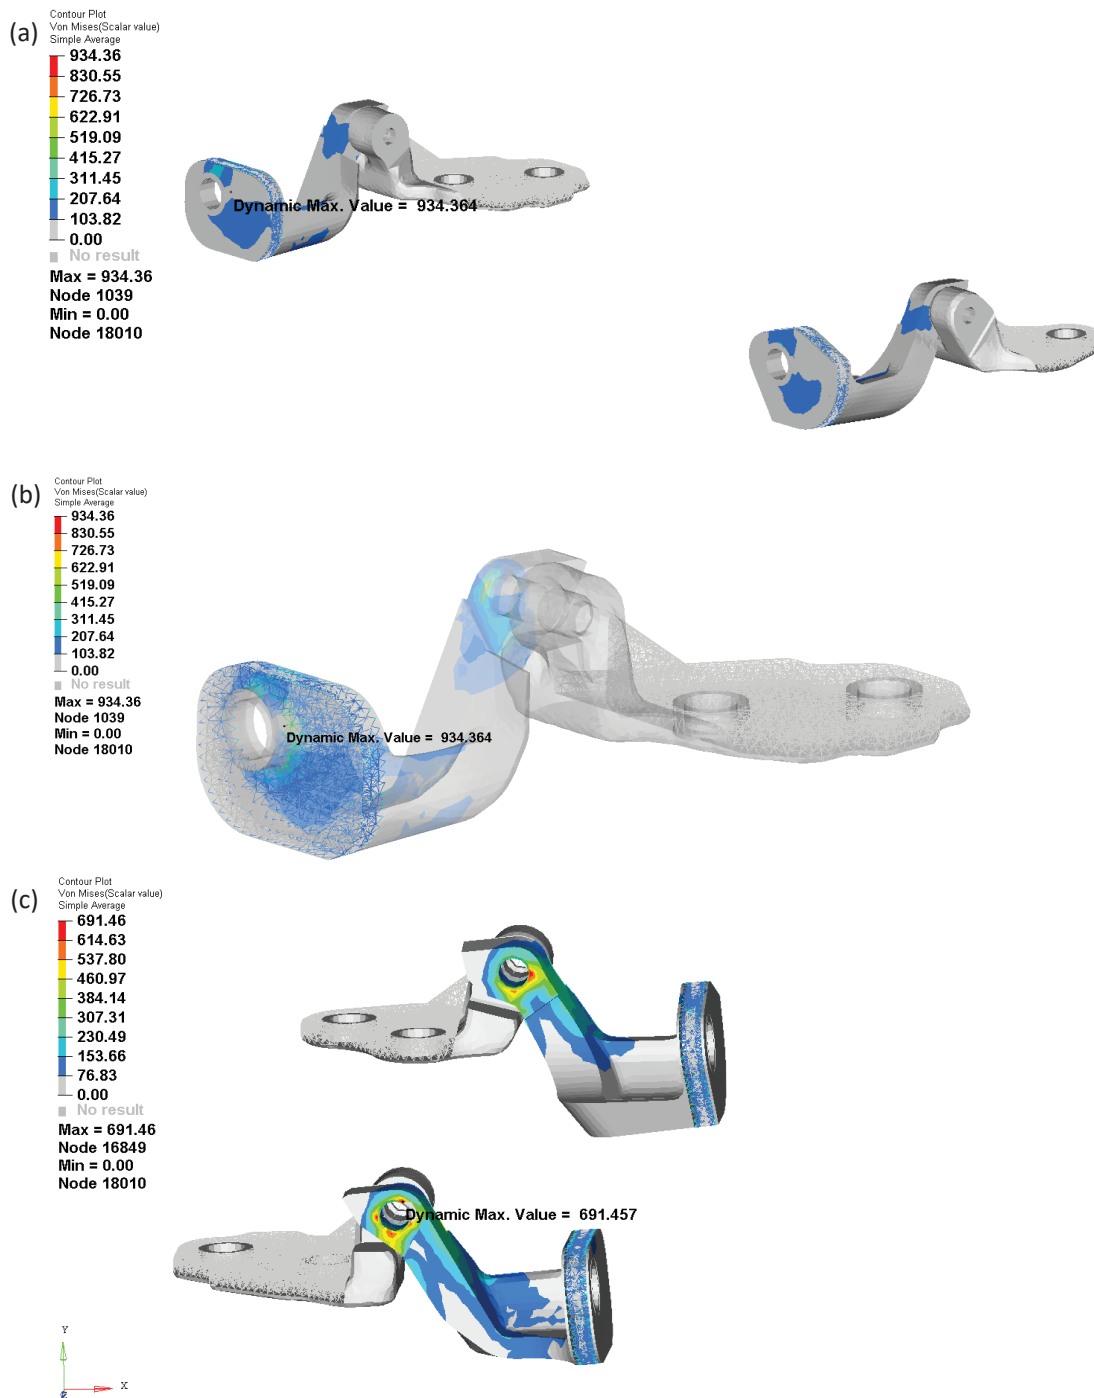 (a)
Contour Plot
Von Mises(Scalar value)
Simple Average
934.36
830.55
726.73
622.91
519.09
415.27
311.45
207.64
103.82
0.00
No result
Max = 934.36
Node 1039
Min = 0.00
Node 18010
Dynamic Max. Value = 934.364
(b)
Contour Plot
Von Mises(Scalar value)
Simple Average
934.36
830.55
726.73
622.91
519.09
415.27
311.45
207.64
103.82
0.00
No result
Max = 934.36
Node 1039
Min = 0.00
Node 18010
Dynamic Max. Value = 934.364
(c)
Contour Plot
Von Mises(Scalar value)
Simple Average
691.46
614.63
537.80
460.97
384.14
307.31
230.49
153.66
76.83
0.00
No result
Max = 691.46
Node 16849
Min = 0.00
Node 18010
Dynamic Max. Value = 691.457
Y
X